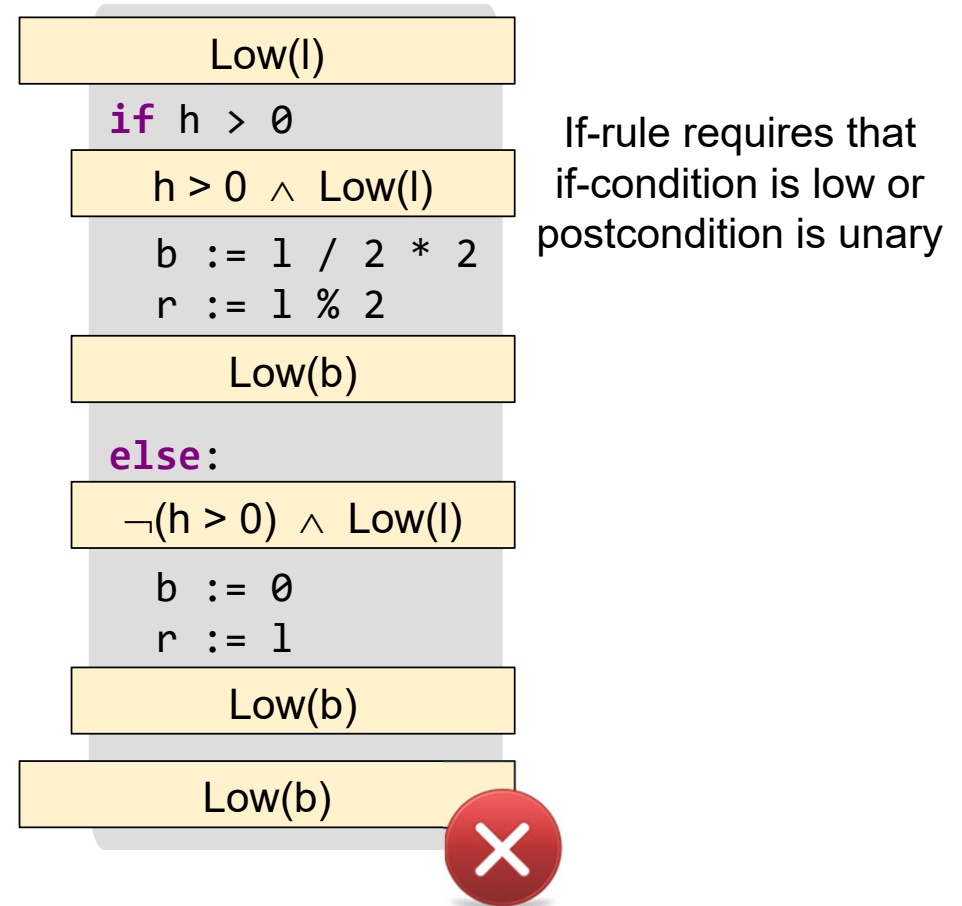 Low(l)
if h > 0
h > 0 ∧ Low(l)
b := l / 2 * 2
r := l % 2
Low(b)
else:
¬(h > 0) ∧ Low(l)
b := 0
r := l
Low(b)
Low(b)
If-rule requires that
if-condition is low or
postcondition is unary